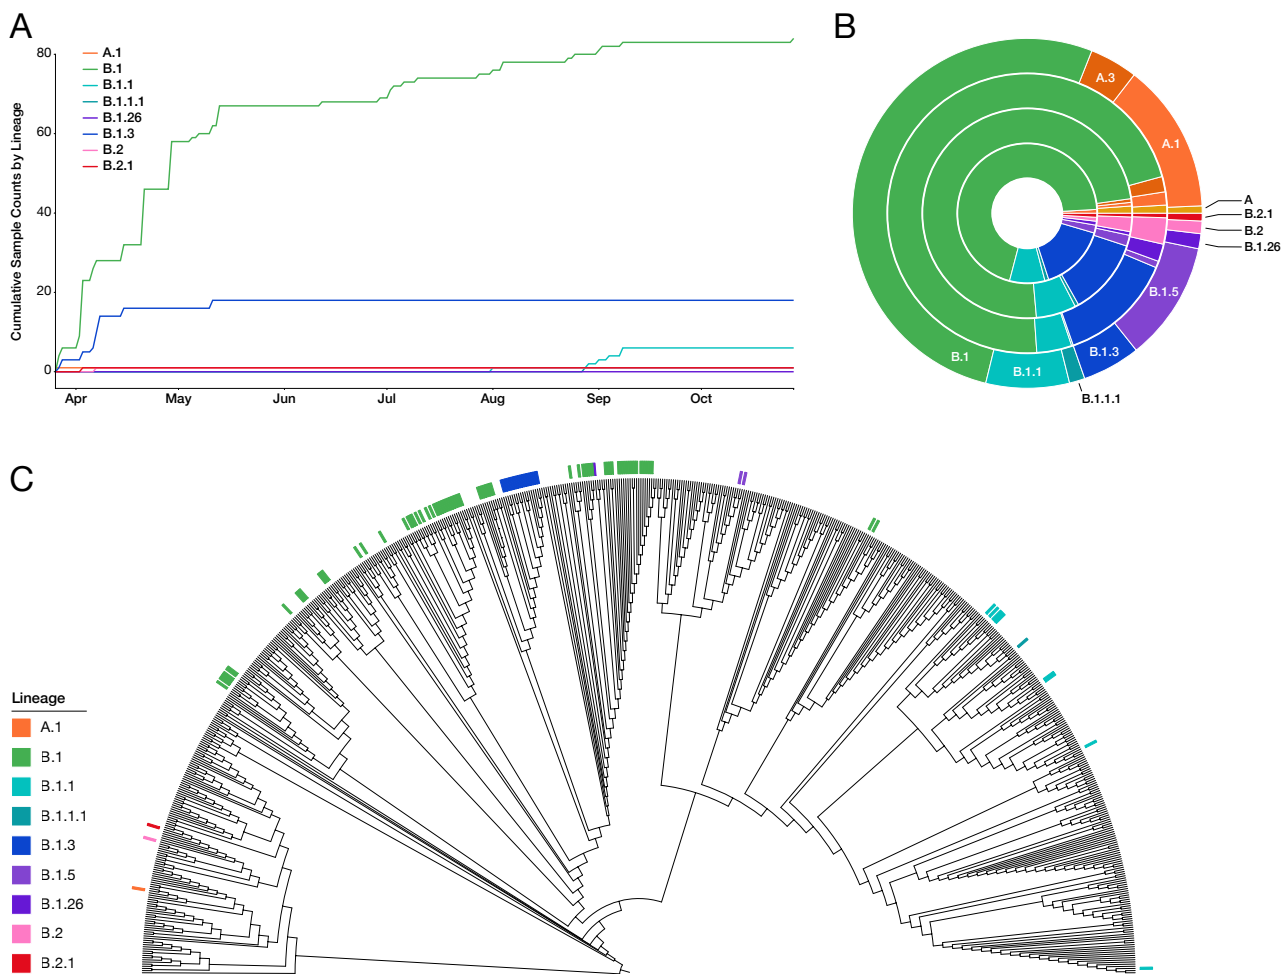 A
B
Cumulative Sample Counts by Lineage
80
60
40
20
0
A.1
B.1
B.1.1
B.1.1.1
B.1.26
B.1.3
B.2
B.2.1
Apr May Jun Jul Aug Sep Oct
A.3
A.1
A
B.2.1
B.2
B.1.26
B.1.5
B.1.3
B.1.1.1
B.1.1
B.1
C
Lineage
A.1
B.1
B.1.1
B.1.1.1
B.1.3
B.1.5
B.1.26
B.2
B.2.1